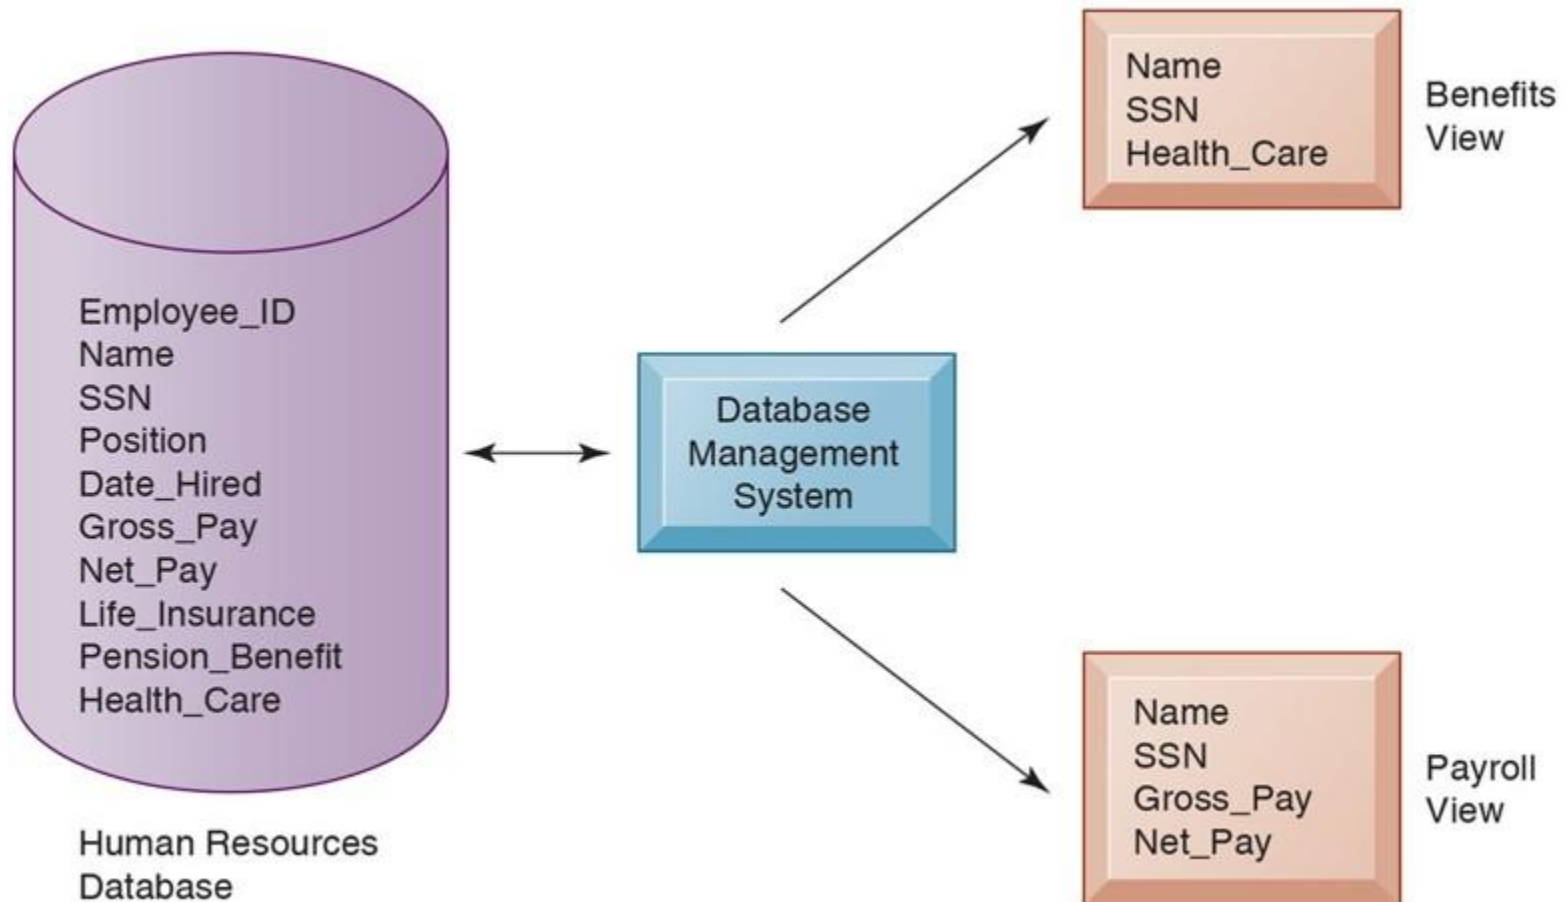 Employee_ID
Name
SSN
Position
Date_Hired
Gross_Pay
Net_Pay
Life_Insurance
Pension_Benefit
Health_Care
Human Resources
Database
Database
Management
System
Name
SSN
Health_Care
Benefits
View
Name
SSN
Gross_Pay
Net_Pay
Payroll
View